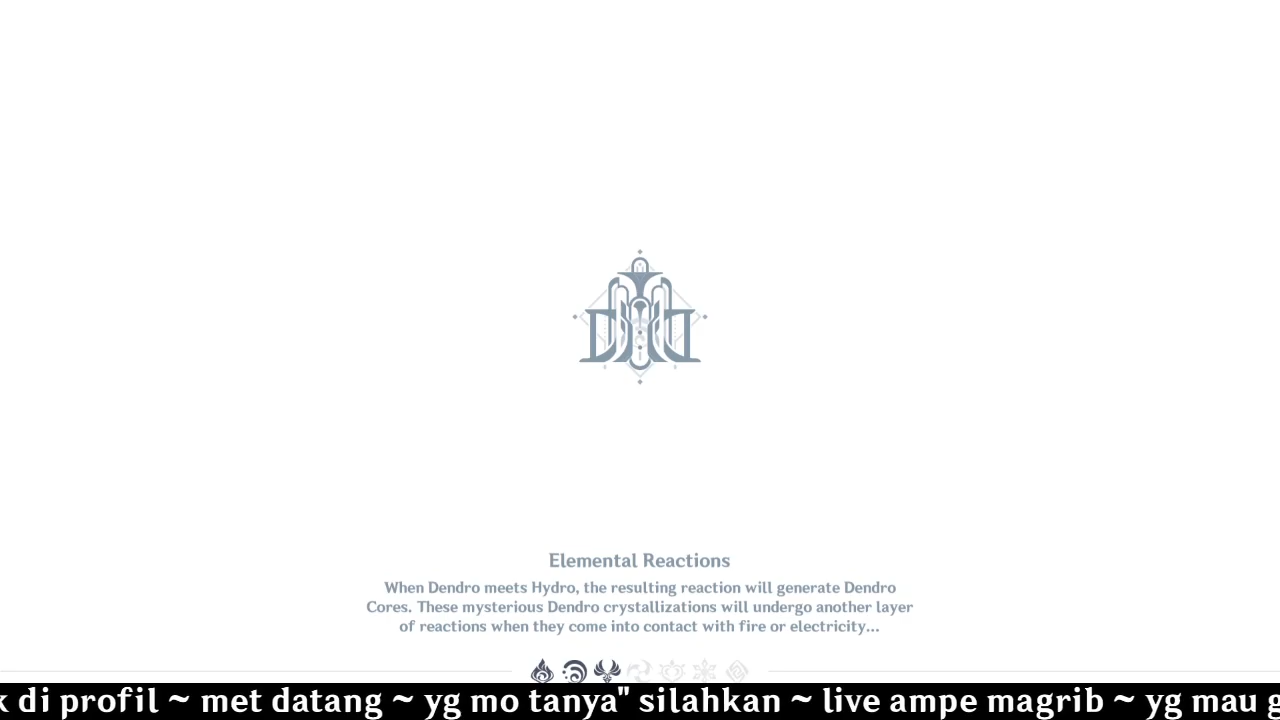 Elemental Reactions
When Dendro meets Hydro, the resulting reaction will generate Dendro
Cores. These mysterious Dendro crystallizations will undergo another layer
of reactions when they come into contact with fire or electricity...
k di profil ~ met datang ~ yg mo tanya" silahkan ~ live ampe magrib ~ yg mau g